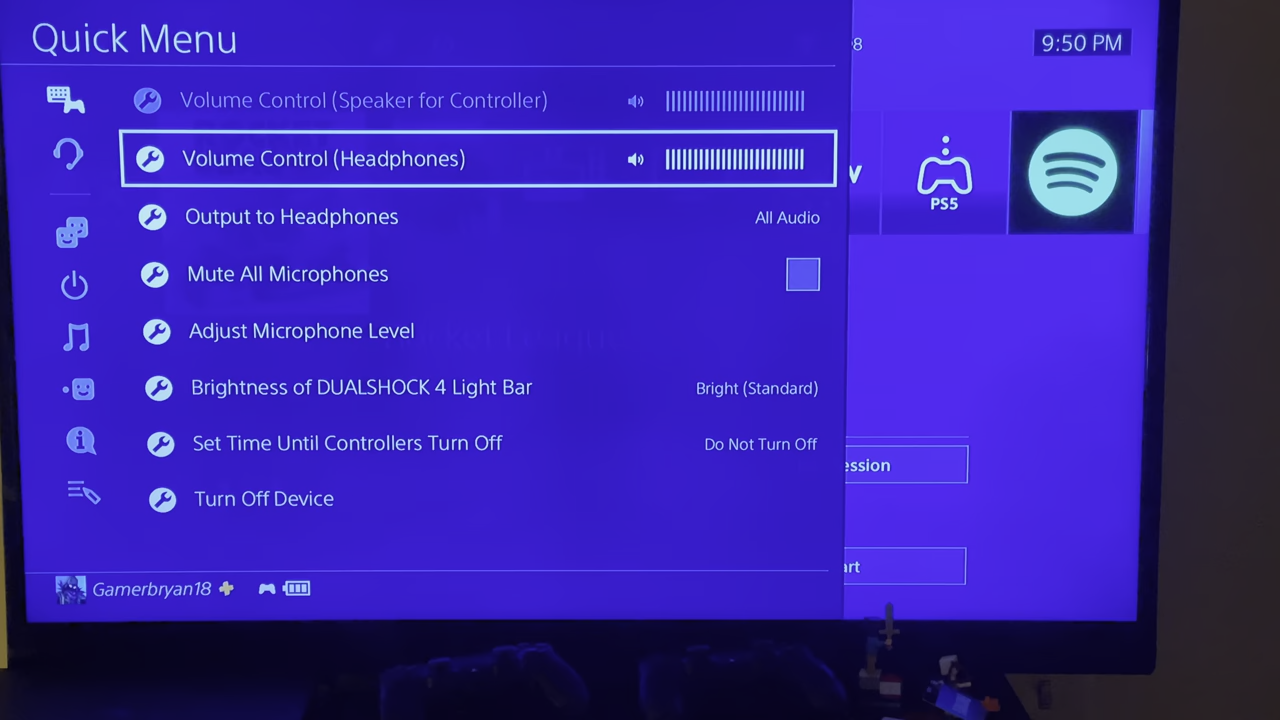 Quick Menu
8
9:50 PM
Volume Control (Speaker for Controller)
Volume Control (Headphones)
Output to Headphones
All Audio
Mute All Microphones
Adjust Microphone Level
Brightness of DUALSHOCK 4 Light Bar
Bright (Standard)
Set Time Until Controllers Turn Off
Do Not Turn Off
Turn Off Device
Gamerbryan18
v
PS5
ession
art